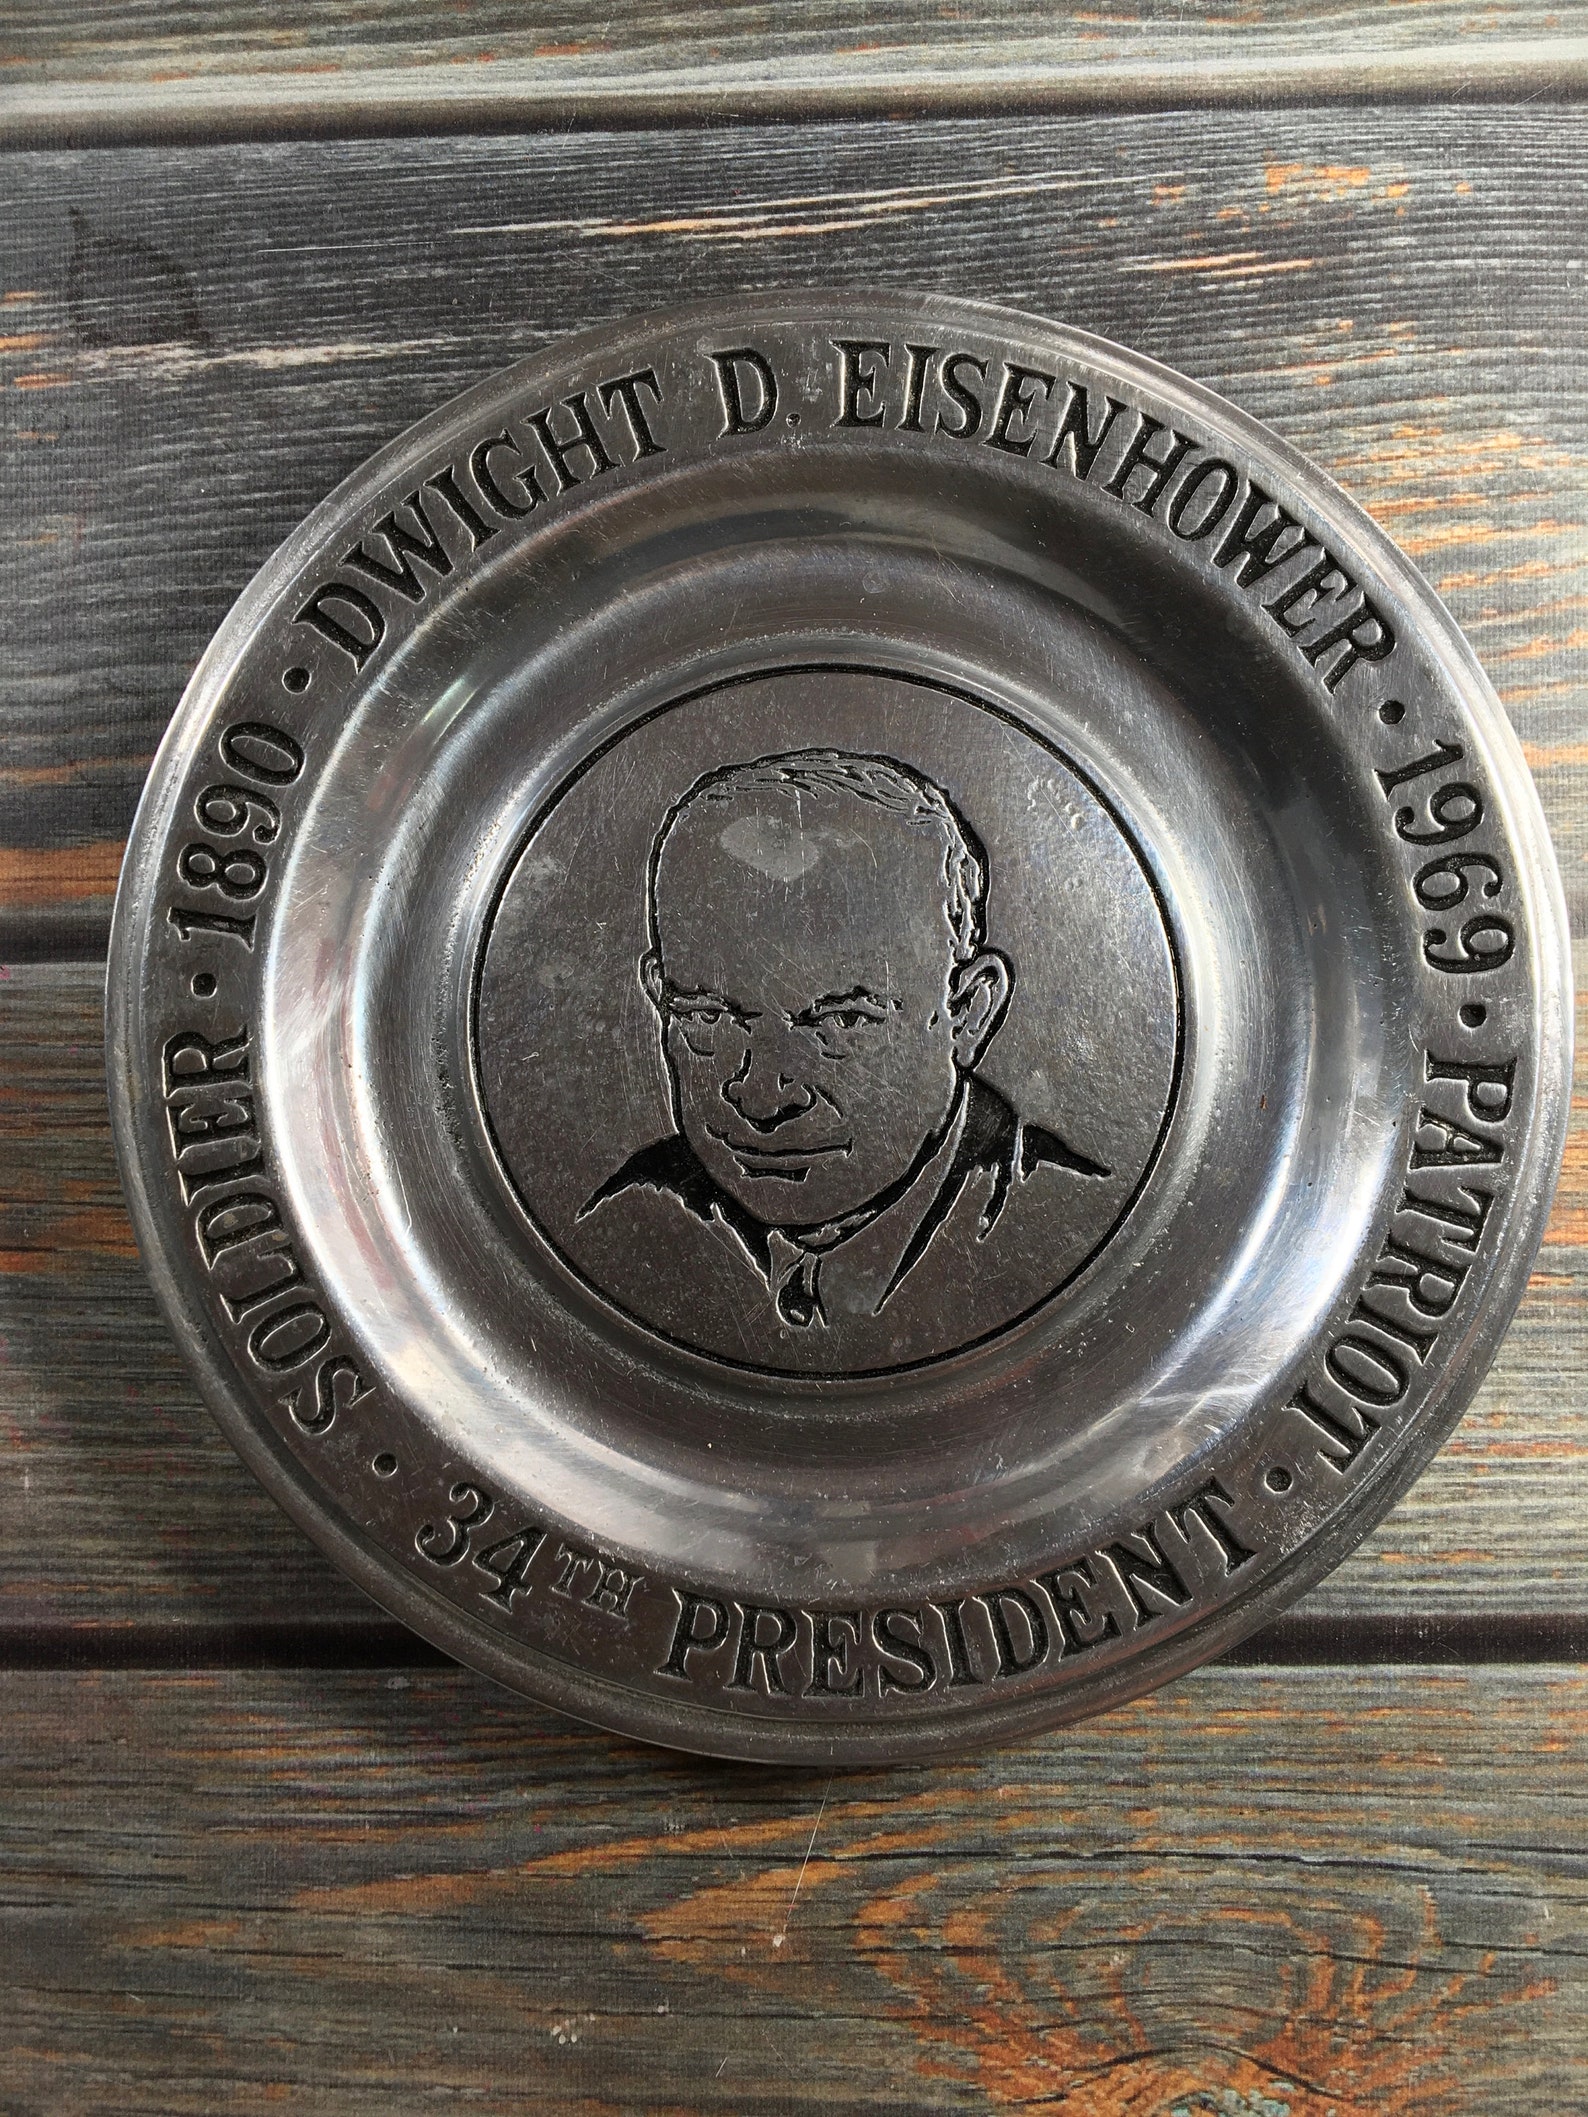 DWIGHT D. EISENHOWER · 1969 · PATRIOT · 34TH PRESIDENT · SOLDIER · 1890 ·